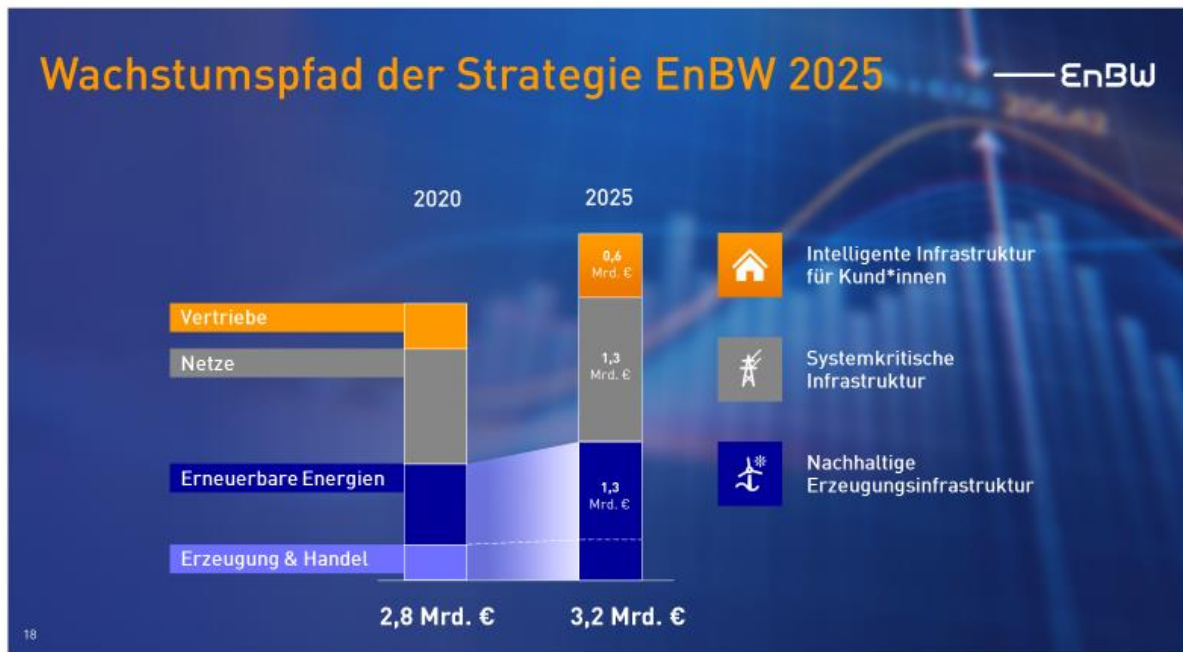 Wachstumspfad der Strategie EnBW 2025
EnBW
206,42
2020
2025
0,6
Mrd. €
Intelligente Infrastruktur
für Kund*innen
Vertriebe
Netze
1,3
Mrd. €
Systemkritische
Infrastruktur
Erneuerbare Energien
1,3
Mrd. €
Nachhaltige
Erzeugungsinfrastruktur
Erzeugung & Handel
2,8 Mrd. €
3,2 Mrd. €
18